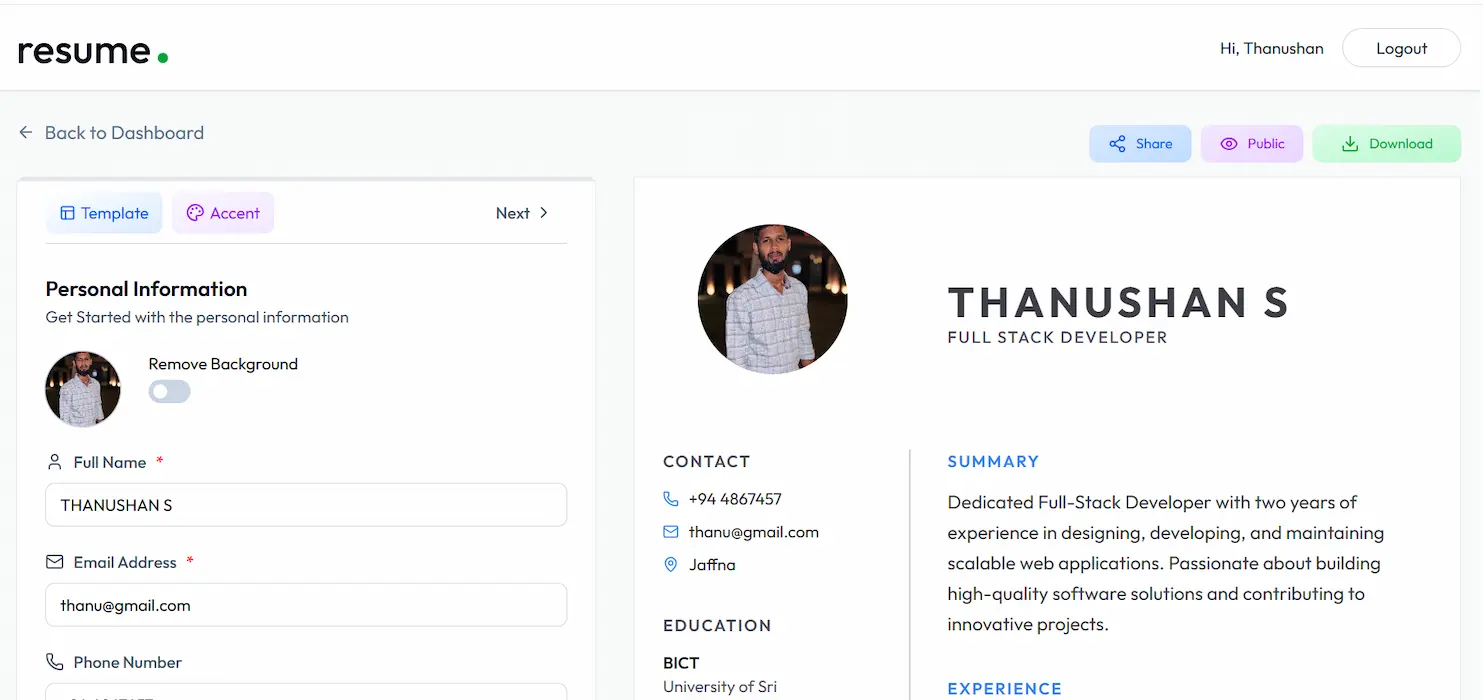 resume.
Hi, Thanushan
Logout
Back to Dashboard
Share
Public
Download
Template
Accent
Next
Personal Information
Get Started with the personal information
Remove Background
Full Name *
THANUSHAN S
Email Address *
thanu@gmail.com
Phone Number
THANUSHAN S
FULL STACK DEVELOPER
CONTACT
+94 4867457
thanu@gmail.com
Jaffna
EDUCATION
BICT
University of Sri
SUMMARY
Dedicated Full-Stack Developer with two years of
experience in designing, developing, and maintaining
scalable web applications. Passionate about building
high-quality software solutions and contributing to
innovative projects.
EXPERIENCE